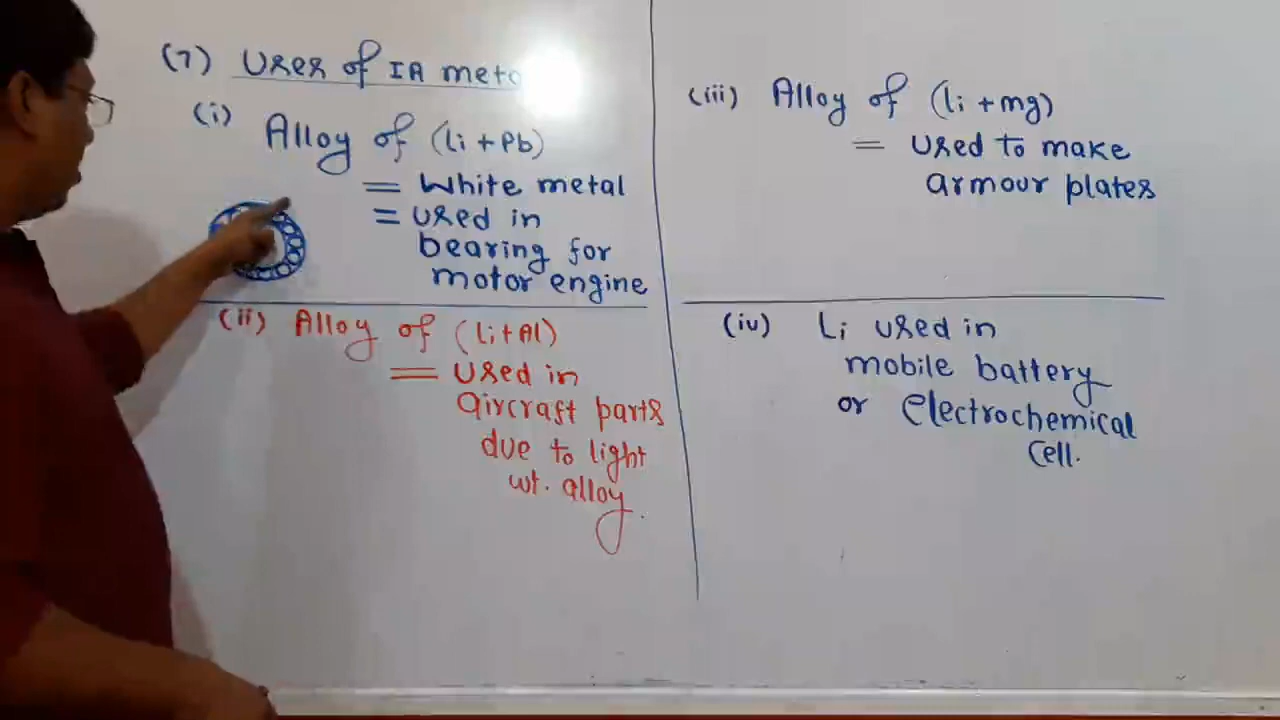 (7) Uses of IA meta
(i) Alloy of (Li + Pb)
= White metal
= Used in
bearing for
motor engine
(ii) Alloy of (Li + Al)
= Used in
aircraft parts
due to light
wt. alloy.
(iii) Alloy of (Li + mg)
= Used to make
armour plates
(iv) Li used in
mobile battery
or Electrochemical
Cell.